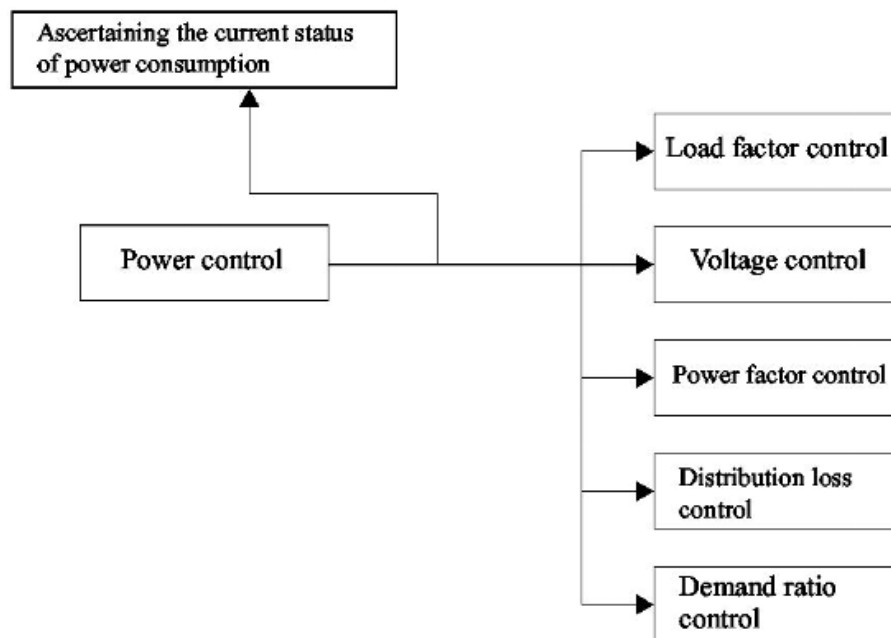 Ascertaining the current status
of power consumption
Load factor control
Power control
Voltage control
Power factor control
Distribution loss
control
Demand ratio
control